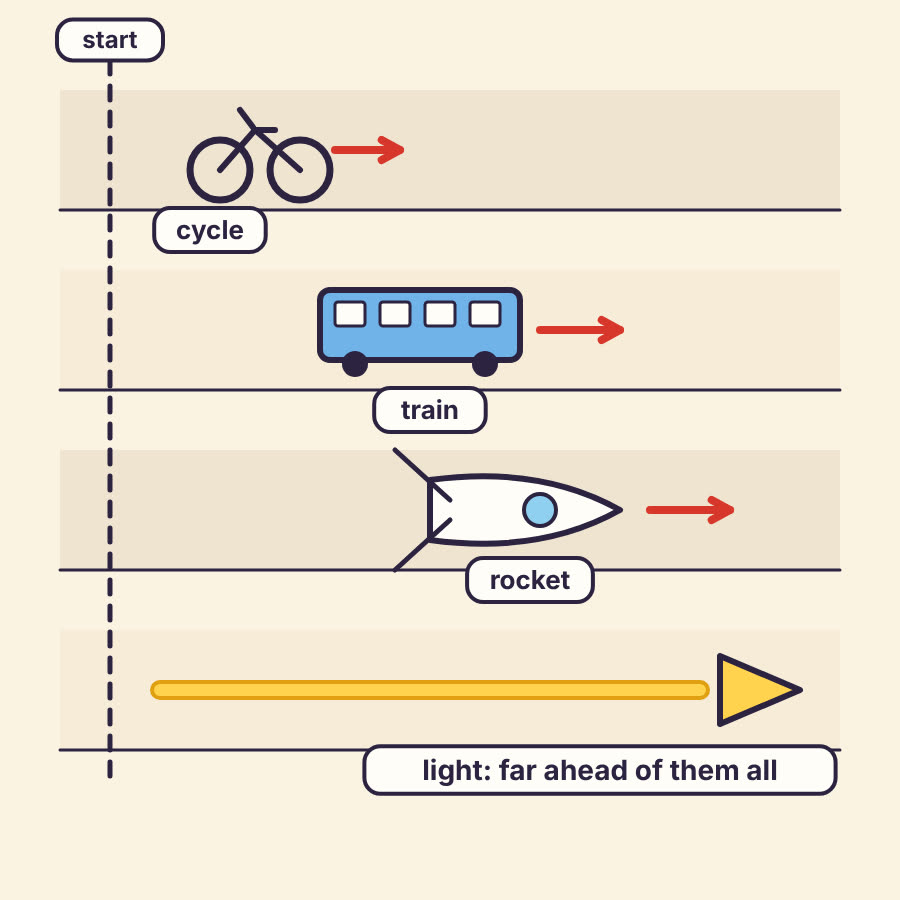 start
cycle
train
rocket
light: far ahead of them all